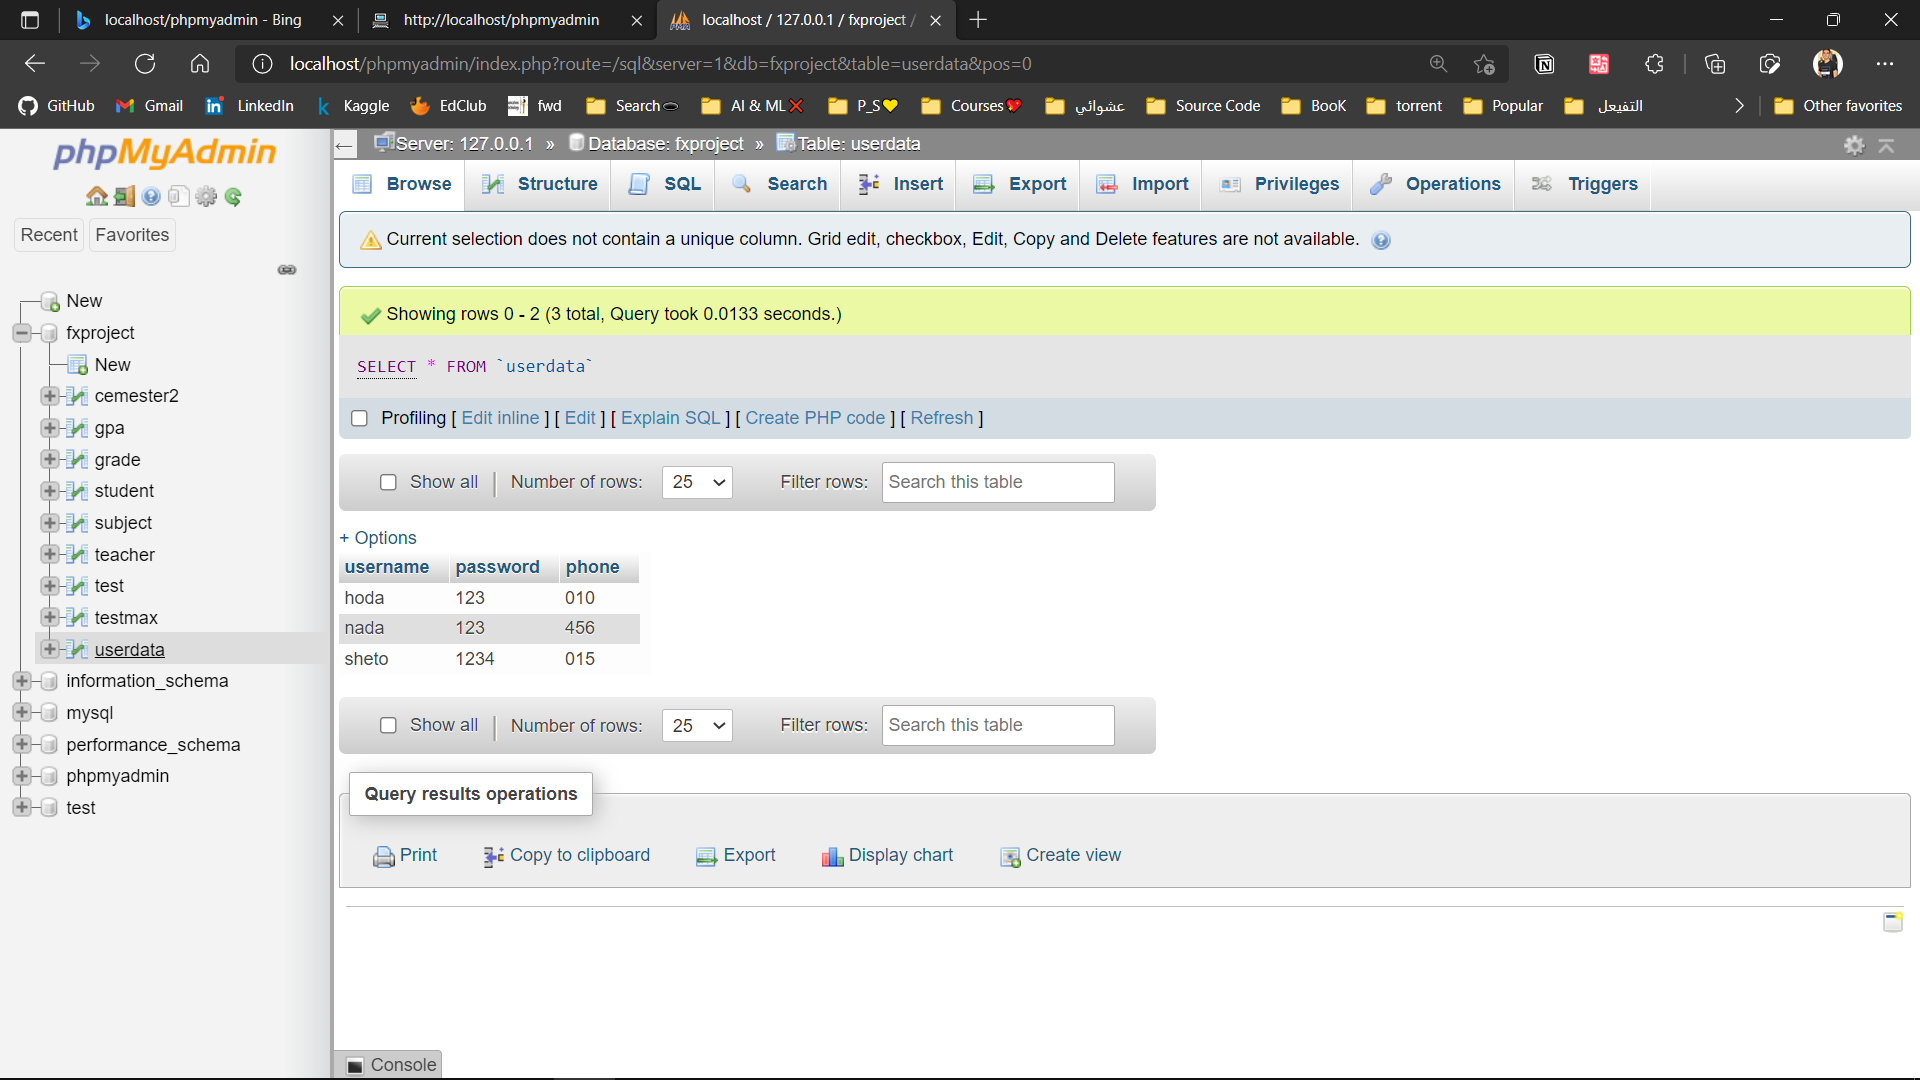 localhost/phpmyadmin - Bing
http://localhost/phpmyadmin
localhost / 127.0.0.1 / fxproject /
localhost/phpmyadmin/index.php?route=/sql&server=1&db=fxproject&table=userdata&pos=0
GitHub Gmail LinkedIn Kaggle EdClub fwd Search AI & ML P_S Courses عشوائي Source Code BooK torrent Popular التفيعل Other favorites
phpMyAdmin
Recent Favorites
New
fxproject
New
cemester2
gpa
grade
student
subject
teacher
test
testmax
userdata
information_schema
mysql
performance_schema
phpmyadmin
test
Server: 127.0.0.1 » Database: fxproject » Table: userdata
Browse Structure SQL Search Insert Export Import Privileges Operations Triggers
Current selection does not contain a unique column. Grid edit, checkbox, Edit, Copy and Delete features are not available.
Showing rows 0 - 2 (3 total, Query took 0.0133 seconds.)
SELECT * FROM `userdata`
Profiling [ Edit inline ] [ Edit ] [ Explain SQL ] [ Create PHP code ] [ Refresh ]
Show all | Number of rows: 25 Filter rows: Search this table
+ Options
username password phone
hoda 123 010
nada 123 456
sheto 1234 015
Show all | Number of rows: 25 Filter rows: Search this table
Query results operations
Print Copy to clipboard Export Display chart Create view
Console